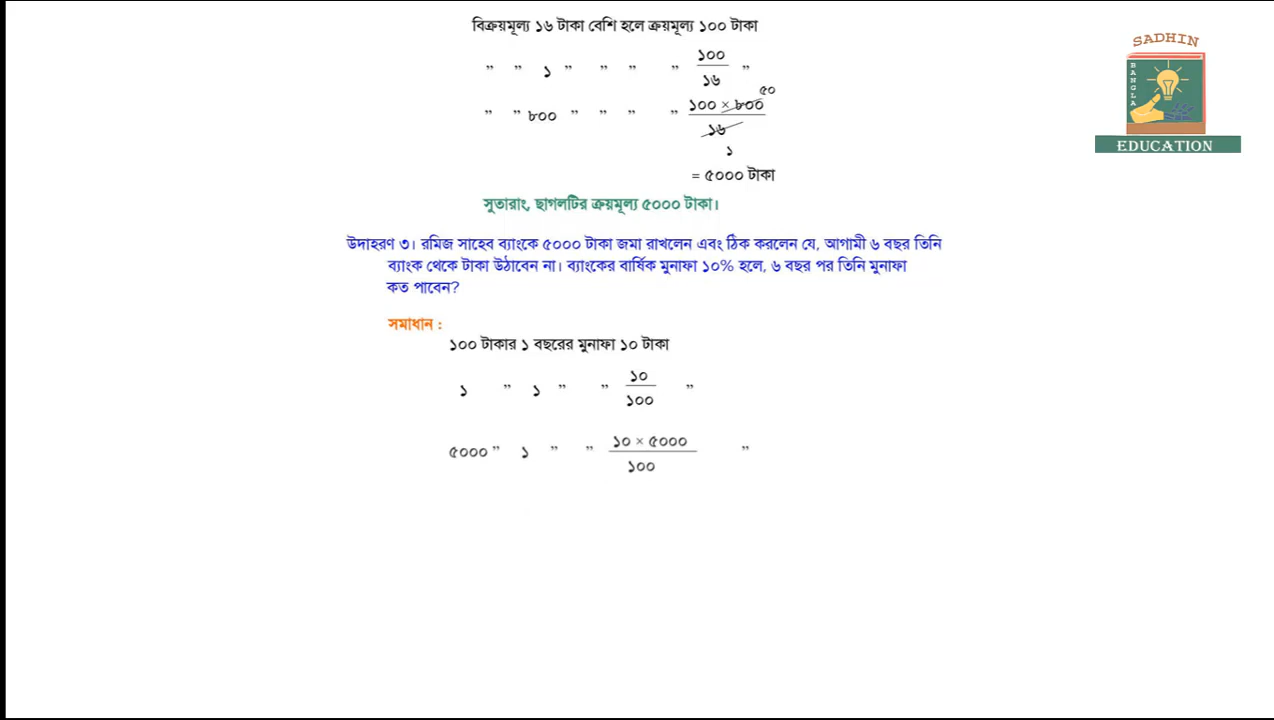 বিক্রয়মূল্য ১৬ টাকা বেশি হলে ক্রয়মূল্য ১০০ টাকা
” ” ১ ” ” ” ” ১০০/১৬ ”
” ” ৮০০ ” ” ” ” ১০০ × ৮০০/১৬ ৫০ ১
= ৫০০০ টাকা
সুতারাং, ছাগলটির ক্রয়মূল্য ৫০০০ টাকা।
উদাহরণ ৩। রমিজ সাহেব ব্যাংকে ৫০০০ টাকা জমা রাখলেন এবং ঠিক করলেন যে, আগামী ৬ বছর তিনি
ব্যাংক থেকে টাকা উঠাবেন না। ব্যাংকের বার্ষিক মুনাফা ১০% হলে, ৬ বছর পর তিনি মুনাফা
কত পাবেন?
সমাধান :
১০০ টাকার ১ বছরের মুনাফা ১০ টাকা
১ ” ১ ” ” ১০/১০০ ”
৫০০০ ” ১ ” ” ১০ × ৫০০০/১০০ ”
SADHIN
BANGLA
EDUCATION